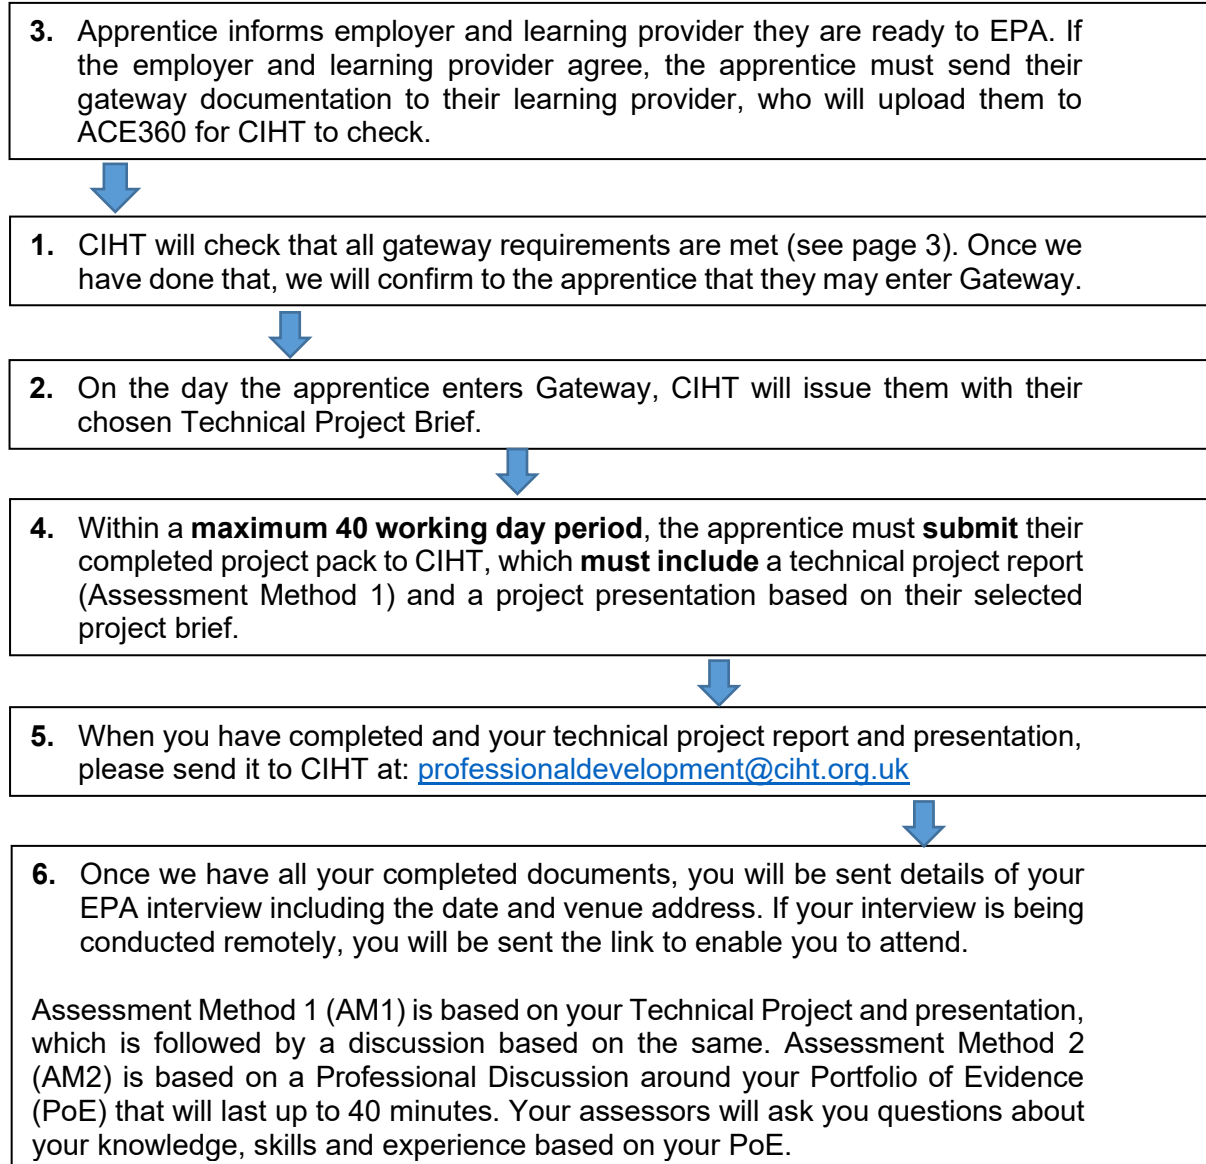 3. Apprentice informs employer and learning provider they are ready to EPA. If
the employer and learning provider agree, the apprentice must send their
gateway documentation to their learning provider, who will upload them to
ACE360 for CIHT to check.
1. CIHT will check that all gateway requirements are met (see page 3). Once we
have done that, we will confirm to the apprentice that they may enter Gateway.
2. On the day the apprentice enters Gateway, CIHT will issue them with their
chosen Technical Project Brief.
4. Within a maximum 40 working day period, the apprentice must submit their
completed project pack to CIHT, which must include a technical project report
(Assessment Method 1) and a project presentation based on their selected
project brief.
5. When you have completed and your technical project report and presentation,
please send it to CIHT at: professionaldevelopment@ciht.org.uk
6. Once we have all your completed documents, you will be sent details of your
EPA interview including the date and venue address. If your interview is being
conducted remotely, you will be sent the link to enable you to attend.
Assessment Method 1 (AM1) is based on your Technical Project and presentation,
which is followed by a discussion based on the same. Assessment Method 2
(AM2) is based on a Professional Discussion around your Portfolio of Evidence
(PoE) that will last up to 40 minutes. Your assessors will ask you questions about
your knowledge, skills and experience based on your PoE.